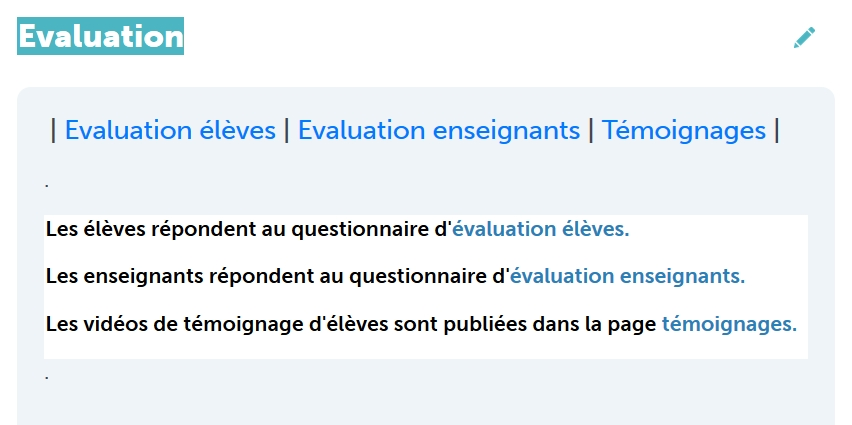 Evaluation
| Evaluation élèves | Evaluation enseignants | Témoignages |
.
Les élèves répondent au questionnaire d'évaluation élèves.
Les enseignants répondent au questionnaire d'évaluation enseignants.
Les vidéos de témoignage d'élèves sont publiées dans la page témoignages.
.